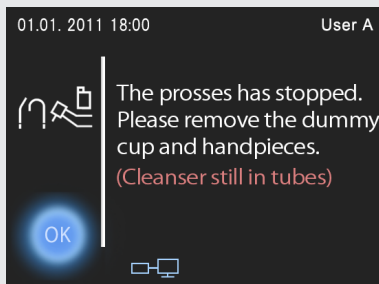 01.01. 2011 18:00 User A
The prosses has stopped.
Please remove the dummy
cup and handpieces.
(Cleanser still in tubes)
OK